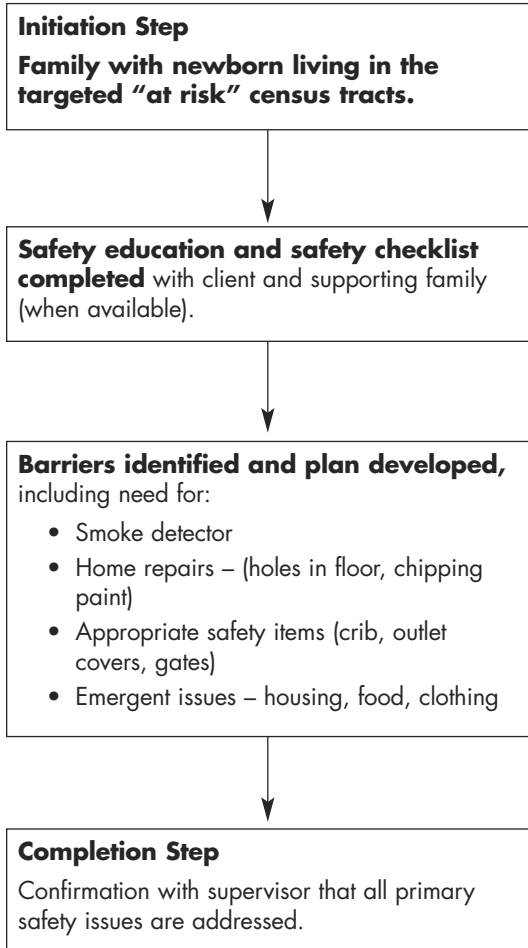 Initiation Step
Family with newborn living in the
targeted “at risk” census tracts.
Safety education and safety checklist
completed with client and supporting family
(when available).
Barriers identified and plan developed,
including need for:
• Smoke detector
• Home repairs – (holes in floor, chipping
paint)
• Appropriate safety items (crib, outlet
covers, gates)
• Emergent issues – housing, food, clothing
Completion Step
Confirmation with supervisor that all primary
safety issues are addressed.